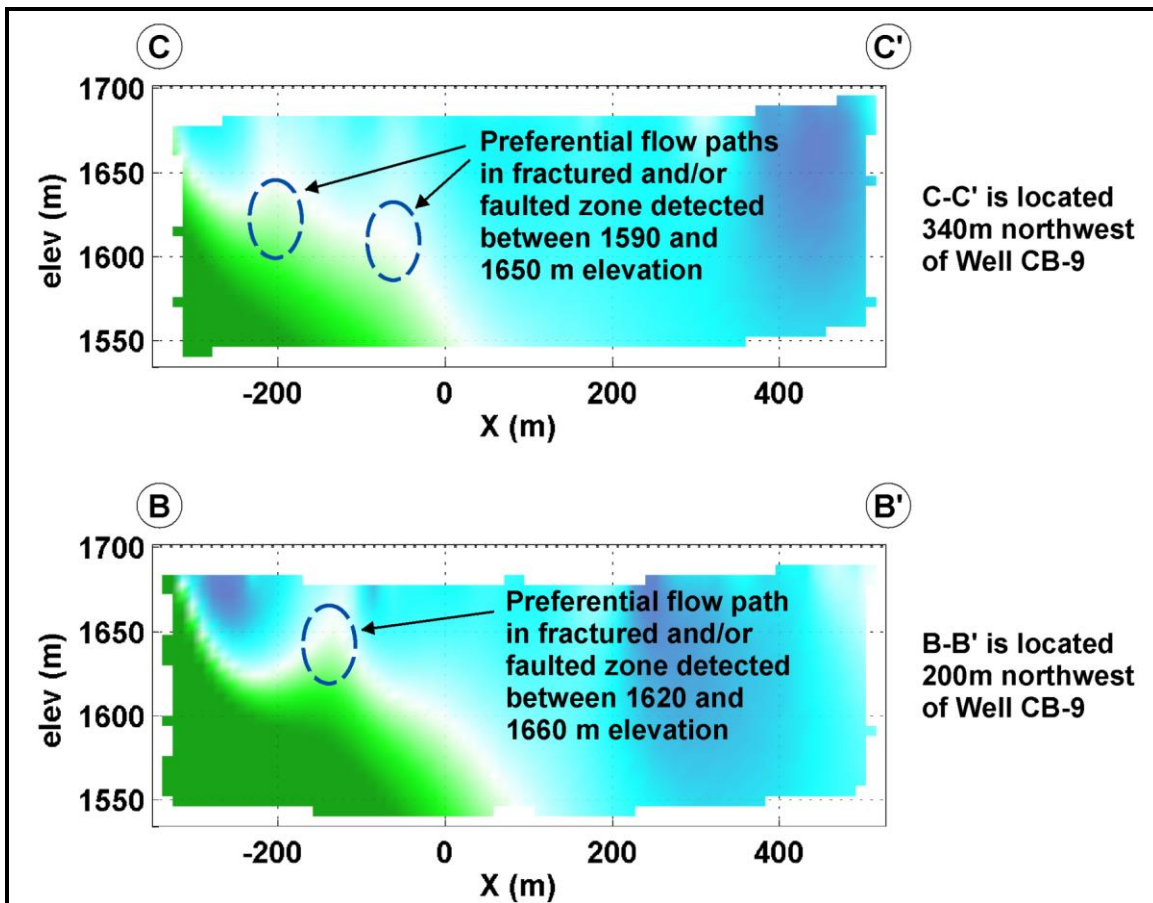 C
C'
1700
1650
1600
1550
elev (m)
Preferential flow paths
in fractured and/or
faulted zone detected
between 1590 and
1650 m elevation
-200
0
200
400
X (m)
C-C' is located
340m northwest
of Well CB-9
B
B'
1700
1650
1600
1550
elev (m)
Preferential flow path
in fractured and/or
faulted zone detected
between 1620 and
1660 m elevation
-200
0
200
400
X (m)
B-B' is located
200m northwest
of Well CB-9